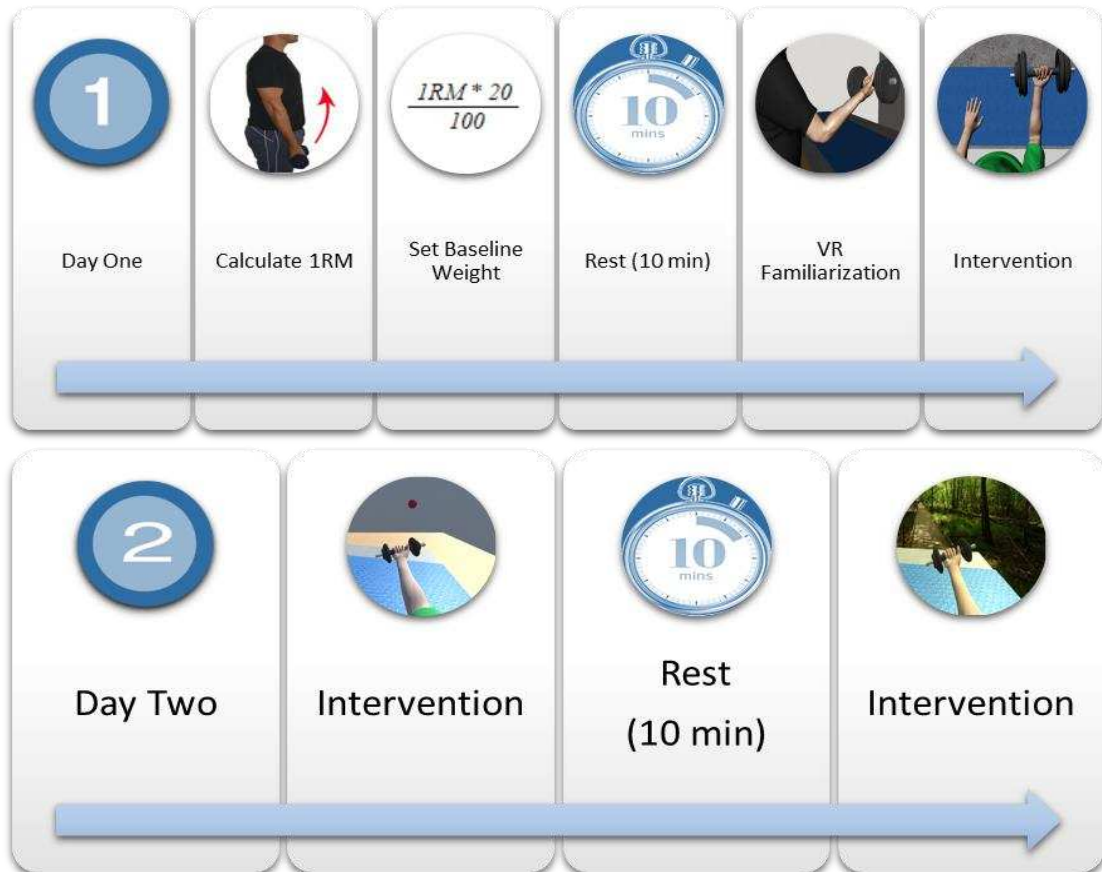 1
Day One
Calculate 1RM
1RM * 20
100
Set Baseline
Weight
10
mins
Rest (10 min)
VR
Familiarization
Intervention
2
Day Two
Intervention
10
mins
Rest
(10 min)
Intervention